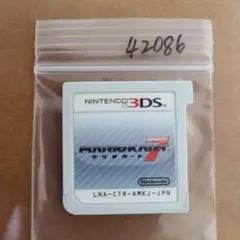 42086
NINTENDO 3DS
MARIOKART 7
マリオカート
Nintendo
LNA-CTR-AMKJ-JPN